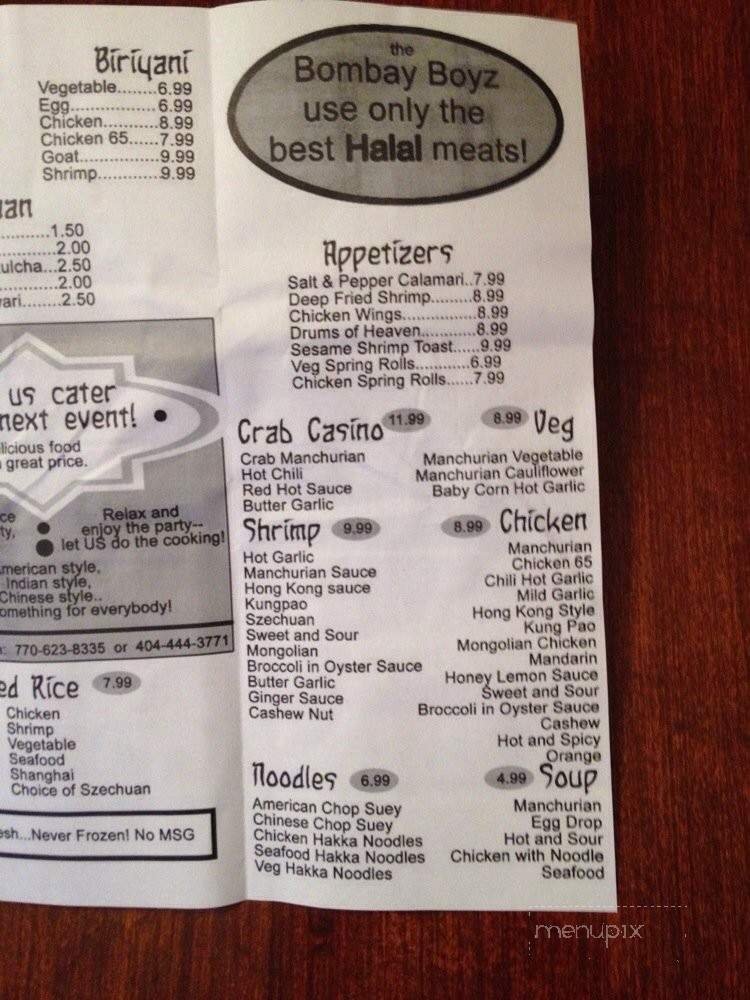 Biriyani
Vegetable........6.99
Egg................6.99
Chicken...........8.99
Chicken 65......7.99
Goat................9.99
Shrimp............9.99
...........1.50
............2.00
...2.50
............2.00
........2.50
us cater
next event! •
food
great price.
Relax and
enjoy the party--
let US do the cooking!
style,
Indian style,
Chinese style..
for everybody!
770-623-8335 or 404-444-3771
Rice 7.99
Chicken
Shrimp
Vegetable
Seafood
Shanghai
Choice of Szechuan
...Never Frozen! No MSG
the
Bombay Boyz
use only the
best Halal meats!
Appetizers
Salt & Pepper Calamari..7.99
Deep Fried Shrimp.........8.99
Chicken Wings................8.99
Drums of Heaven............8.99
Sesame Shrimp Toast......9.99
Veg Spring Rolls.............6.99
Chicken Spring Rolls......7.99
Crab Casino 11.99
Crab Manchurian
Hot Chili
Red Hot Sauce
Butter Garlic
8.99 Veg
Manchurian Vegetable
Manchurian Cauliflower
Baby Corn Hot Garlic
Shrimp 9.99
Hot Garlic
Manchurian Sauce
Hong Kong sauce
Kungpao
Szechuan
Sweet and Sour
Mongolian
Broccoli in Oyster Sauce
Butter Garlic
Ginger Sauce
Cashew Nut
8.99 Chicken
Manchurian
Chicken 65
Chili Hot Garlic
Mild Garlic
Hong Kong Style
Kung Pao
Mongolian Chicken
Mandarin
Honey Lemon Sauce
Sweet and Sour
Broccoli in Oyster Sauce
Cashew
Hot and Spicy
Orange
Noodles 6.99
American Chop Suey
Chinese Chop Suey
Chicken Hakka Noodles
Seafood Hakka Noodles
Veg Hakka Noodles
4.99 Soup
Manchurian
Egg Drop
Hot and Sour
Chicken with Noodle
Seafood
menupix